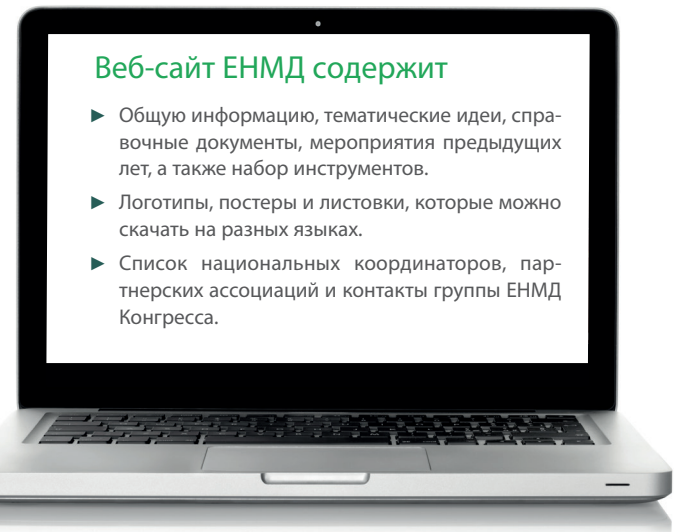 Веб-сайт ЕНМД содержит
► Общую информацию, тематические идеи, спра-
вочные документы, мероприятия предыдущих
лет, а также набор инструментов.
► Логотипы, постеры и листовки, которые можно
скачать на разных языках.
► Список национальных координаторов, пар-
тнерских ассоциаций и контакты группы ЕНМД
Конгресса.